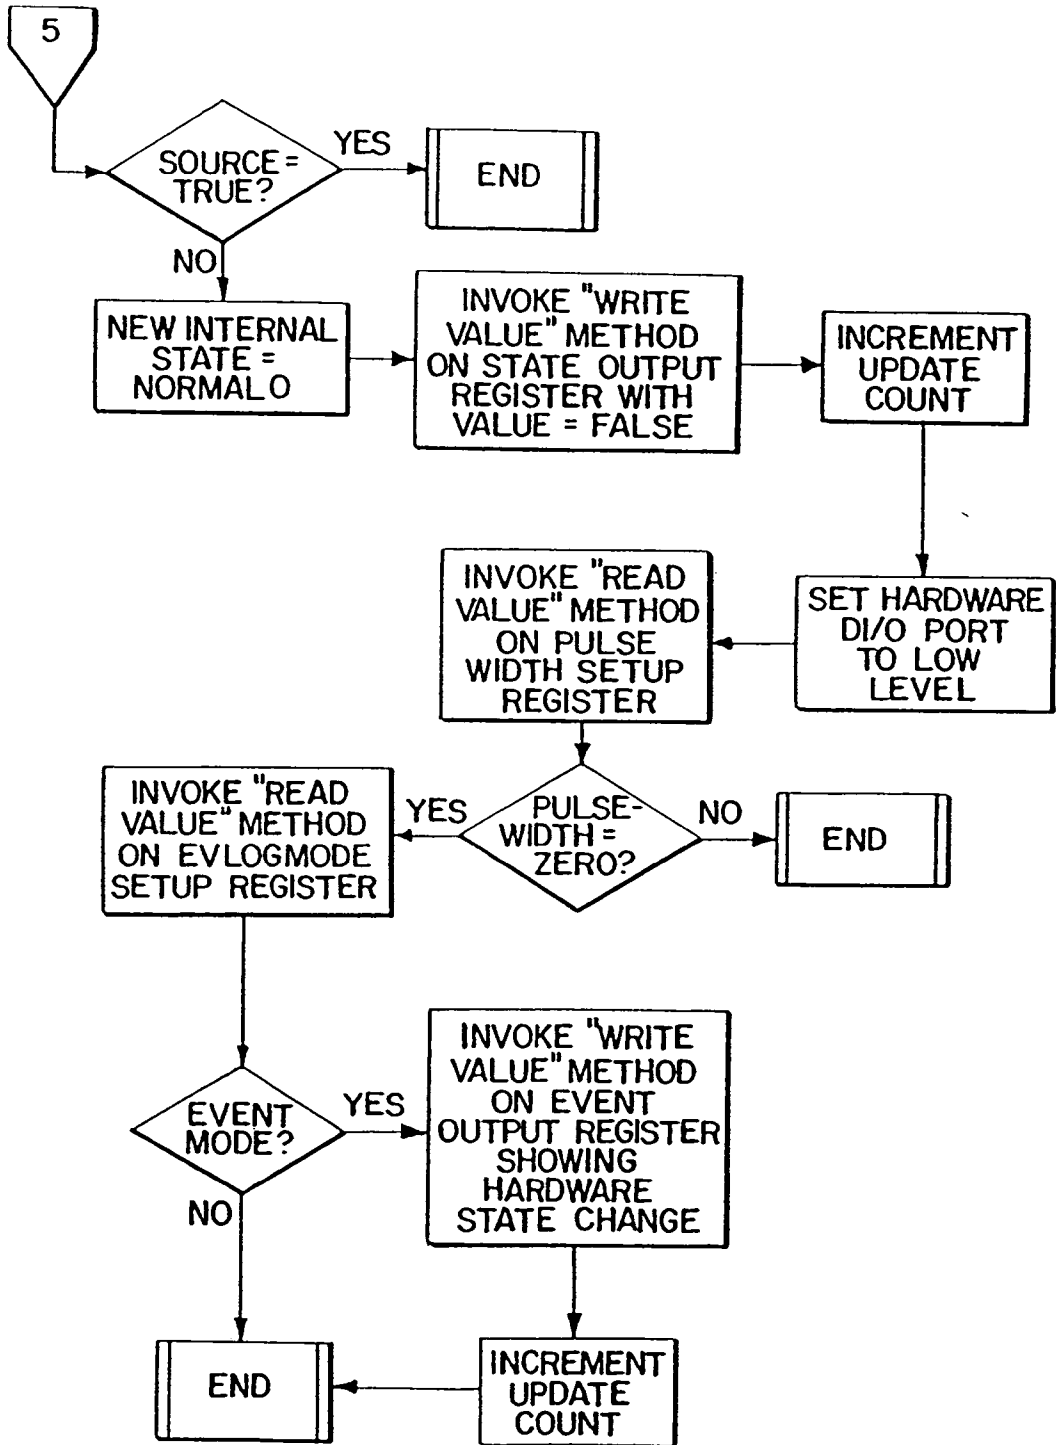 5
SOURCE =
TRUE?
YES
END
NO
NEW INTERNAL
STATE =
NORMAL 0
INVOKE "WRITE
VALUE" METHOD
ON STATE OUTPUT
REGISTER WITH
VALUE = FALSE
INCREMENT
UPDATE
COUNT
SET HARDWARE
DI/O PORT
TO LOW
LEVEL
INVOKE "READ
VALUE" METHOD
ON PULSE
WIDTH SETUP
REGISTER
PULSE-
WIDTH =
ZERO?
NO
END
YES
INVOKE "READ
VALUE" METHOD
ON EVLOGMODE
SETUP REGISTER
EVENT
MODE?
YES
INVOKE "WRITE
VALUE" METHOD
ON EVENT
OUTPUT REGISTER
SHOWING
HARDWARE
STATE CHANGE
NO
INCREMENT
UPDATE
COUNT
END